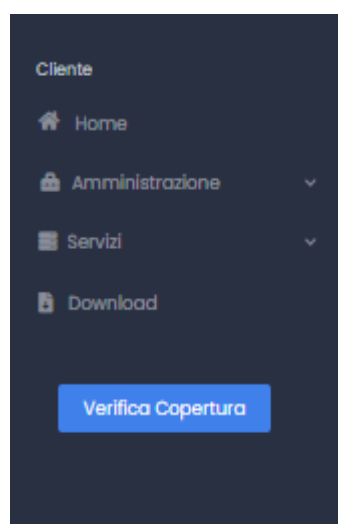 Cliente
Home
Amministrazione
Servizi
Download
Verifica Copertura